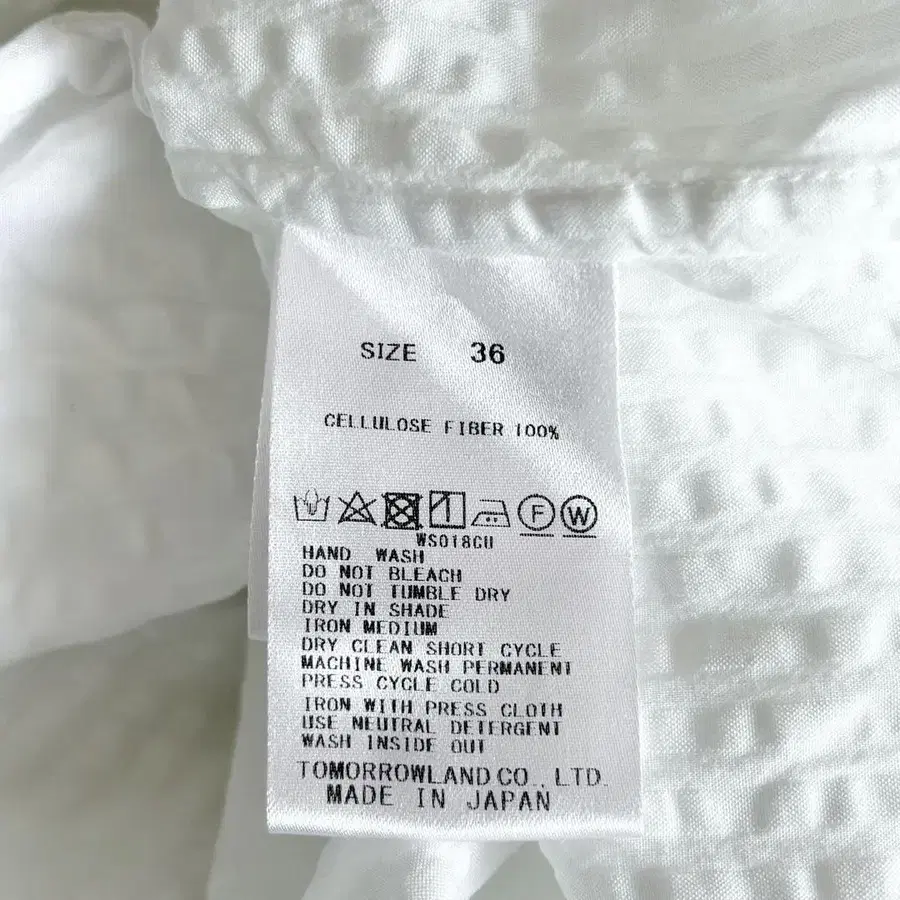 SIZE 36
CELLULOSE FIBER 100%
F W
WS018CU
HAND WASH
DO NOT BLEACH
DO NOT TUMBLE DRY
DRY IN SHADE
IRON MEDIUM
DRY CLEAN SHORT CYCLE
MACHINE WASH PERMANENT
PRESS CYCLE COLD
IRON WITH PRESS CLOTH
USE NEUTRAL DETERGENT
WASH INSIDE OUT
TOMORROWLAND CO., LTD.
MADE IN JAPAN